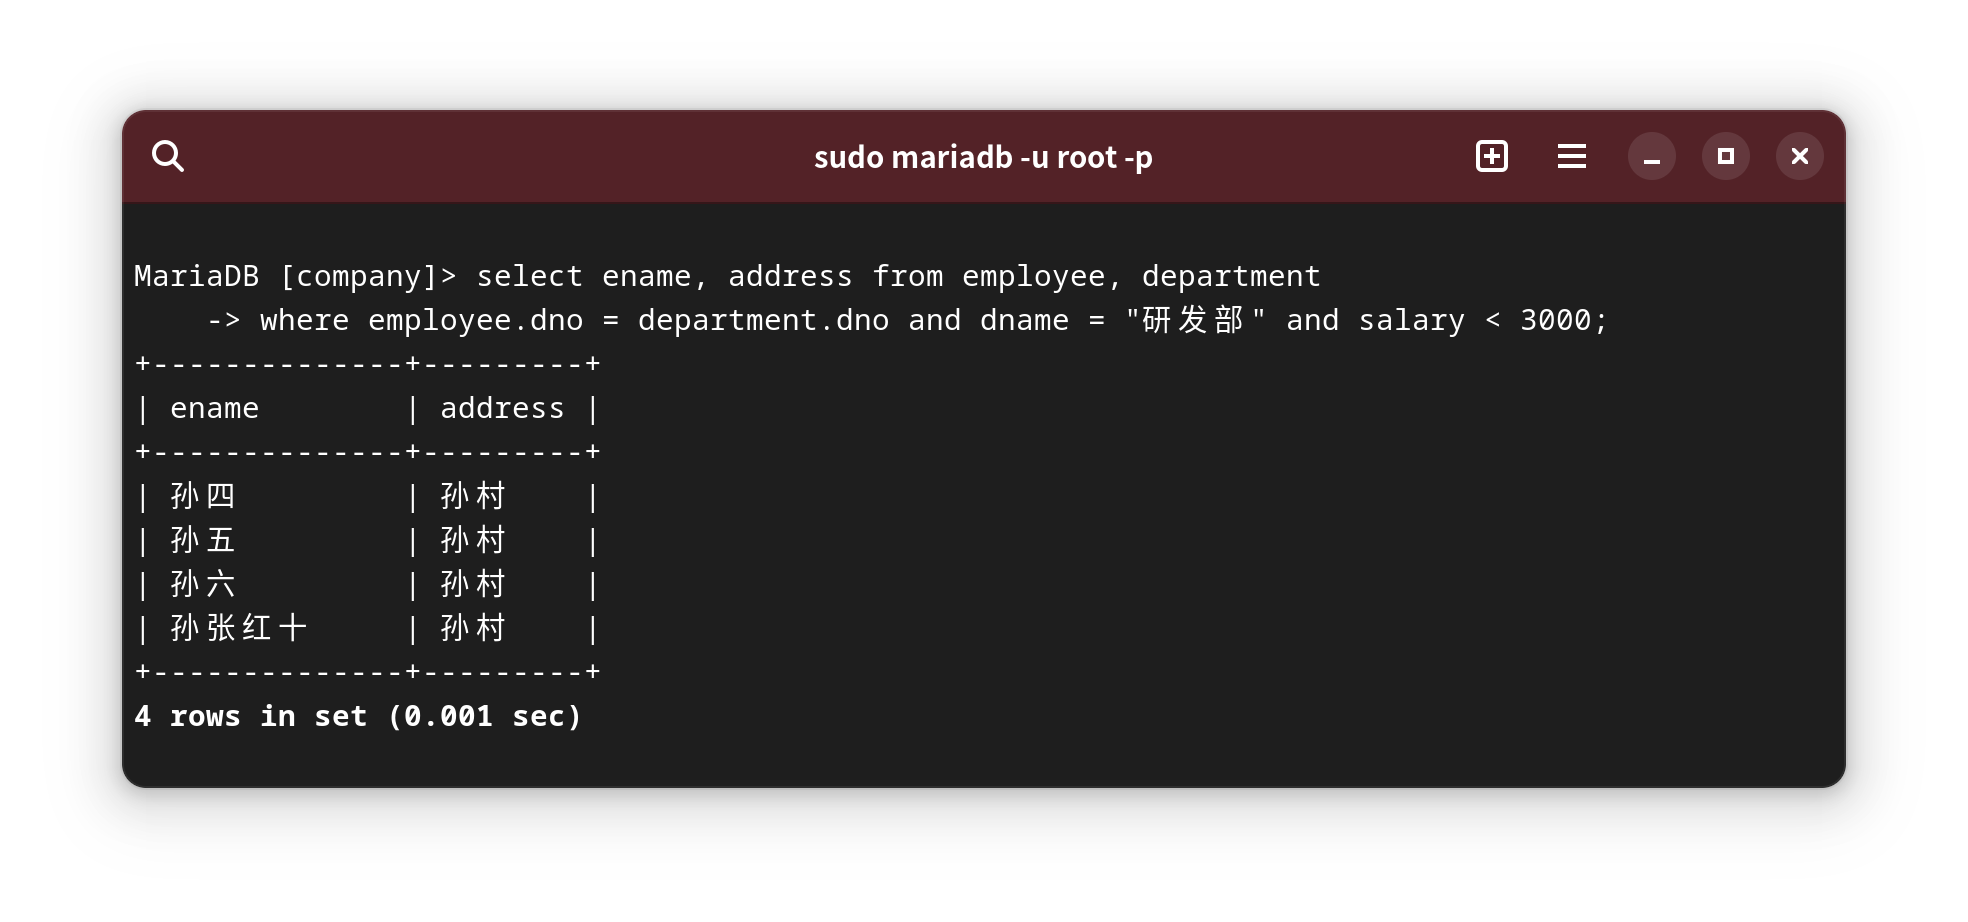 sudo mariadb -u root -p
MariaDB [company]> select ename, address from employee, department
    -> where employee.dno = department.dno and dname = "研发部" and salary < 3000;
+--------------+---------+
| ename        | address |
+--------------+---------+
| 孙四         | 孙村    |
| 孙五         | 孙村    |
| 孙六         | 孙村    |
| 孙张红十     | 孙村    |
+--------------+---------+
4 rows in set (0.001 sec)